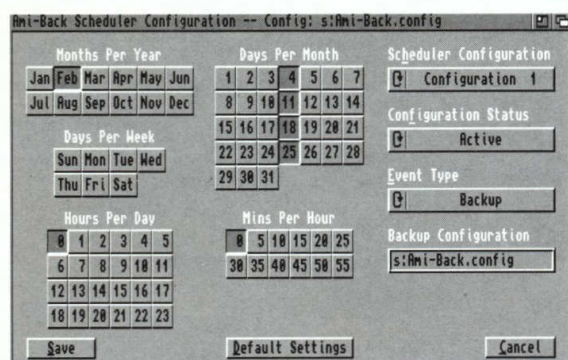 Ami-Back Scheduler Configuration -- Config: s:Ami-Back.config
Months Per Year
Jan Feb Mar Apr May Jun
Jul Aug Sep Oct Nov Dec
Days Per Week
Sun Mon Tue Wed
Thu Fri Sat
Hours Per Day
0 1 2 3 4 5
6 7 8 9 10 11
12 13 14 15 16 17
18 19 20 21 22 23
Save
Days Per Month
1 2 3 4 5 6 7
8 9 10 11 12 13 14
15 16 17 18 19 20 21
22 23 24 25 26 27 28
29 30 31
Mins Per Hour
0 5 10 15 20 25
30 35 40 45 50 55
Default Settings
Scheduler Configuration
Configuration 1
Configuration Status
Active
Event Type
Backup
Backup Configuration
s:Ami-Back.config
Cancel